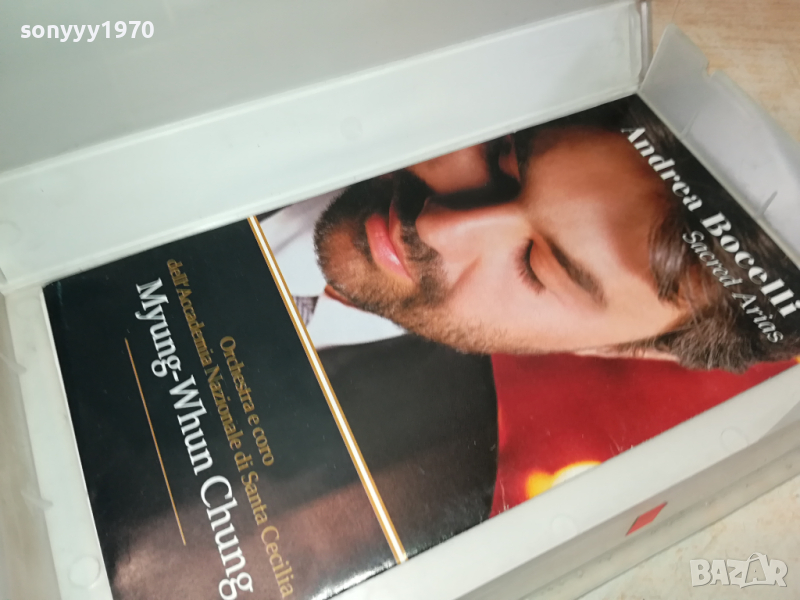 sonyyy1970
Andrea Bocelli
Sacred Arias
Orchestra e coro
dell'Accademia Nazionale di Santa Cecilia
Myung-Whun Chung
BAZAR